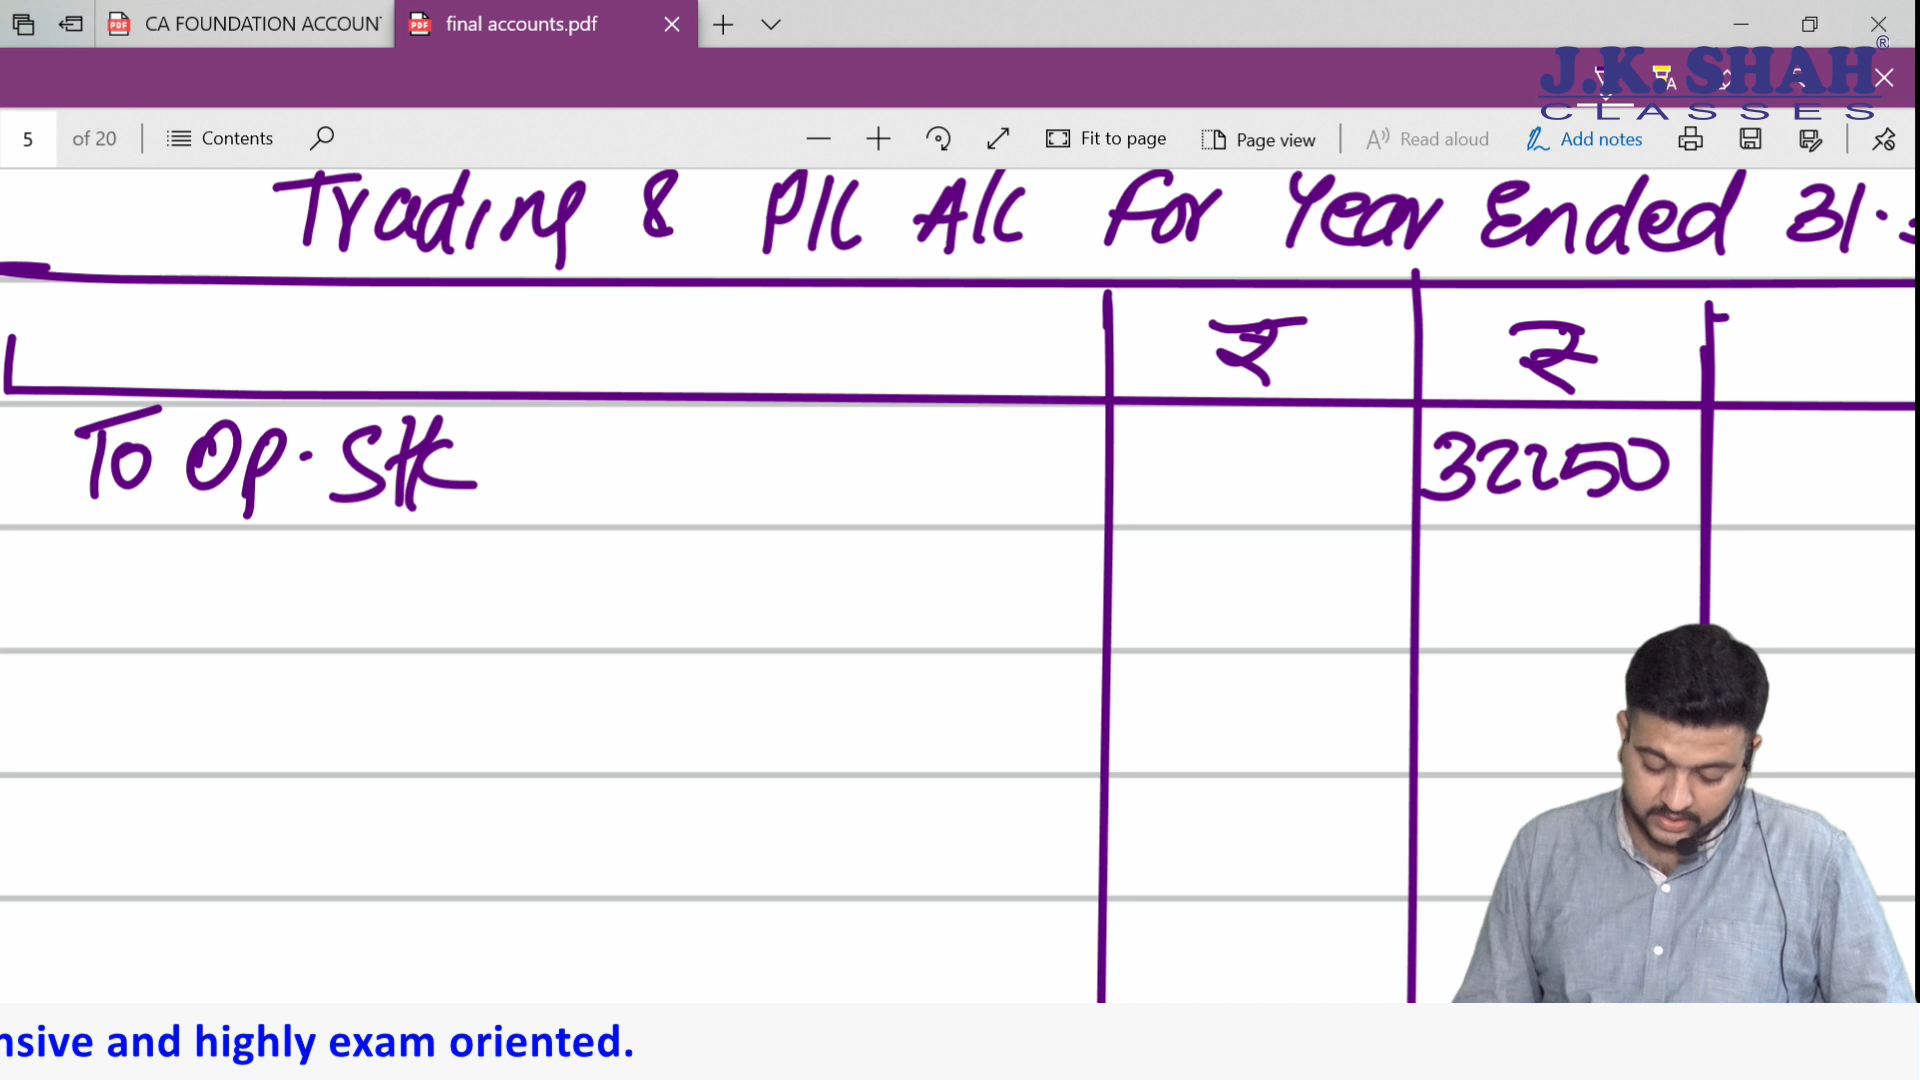 CA FOUNDATION ACCOUN
final accounts.pdf
J.K. SHAH®
CLASSES
5 of 20 Contents Fit to page Page view Read aloud Add notes
Trading & P/L A/C For Year Ended 31.
₹ ₹
To Op. Stk 32250
nsive and highly exam oriented.